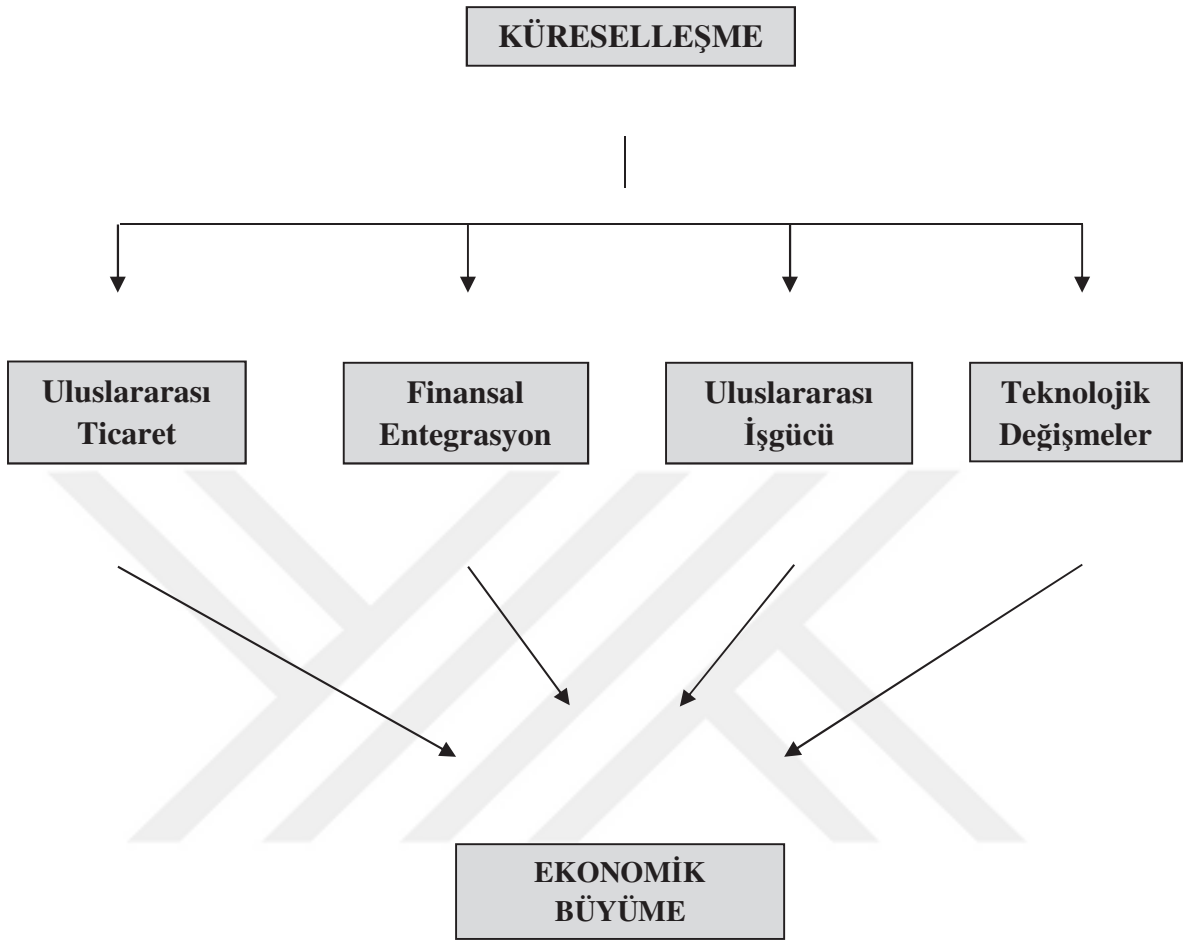 KÜRESELLEŞME
Uluslararası
Ticaret
Finansal
Entegrasyon
Uluslararası
İşgücü
Teknolojik
Değişmeler
EKONOMİK
BÜYÜME